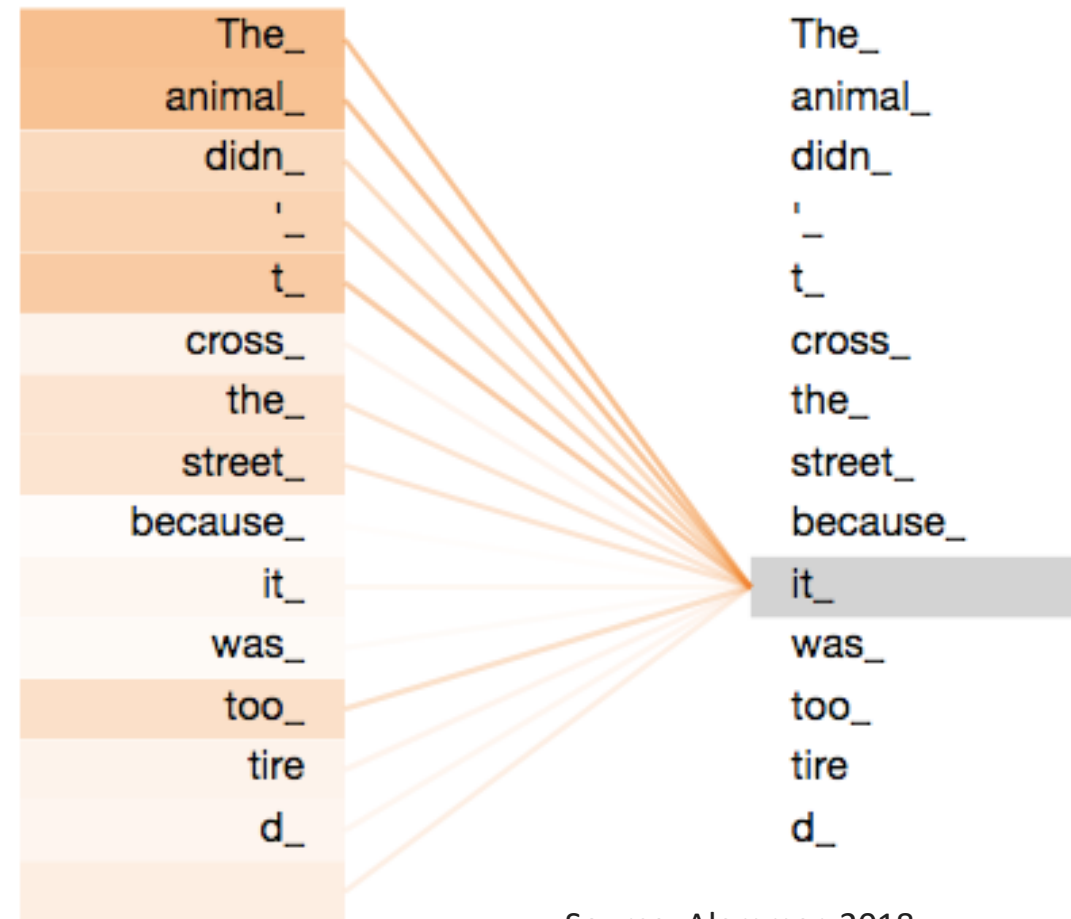 The_ The_
animal_ animal_
didn_ didn_
'_ '_
t_ t_
cross_ cross_
the_ the_
street_ street_
because_ because_
it_ it_
was_ was_
too_ too_
tire tire
d_ d_
2018